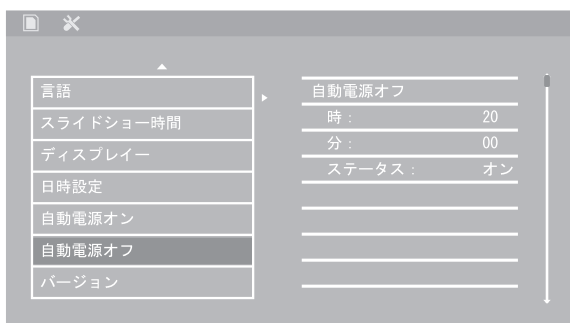 言語
スライドショー時間
ディスプレイー
日時設定
自動電源オン
自動電源オフ
バージョン
自動電源オフ
時： 20
分： 00
ステータス： オン